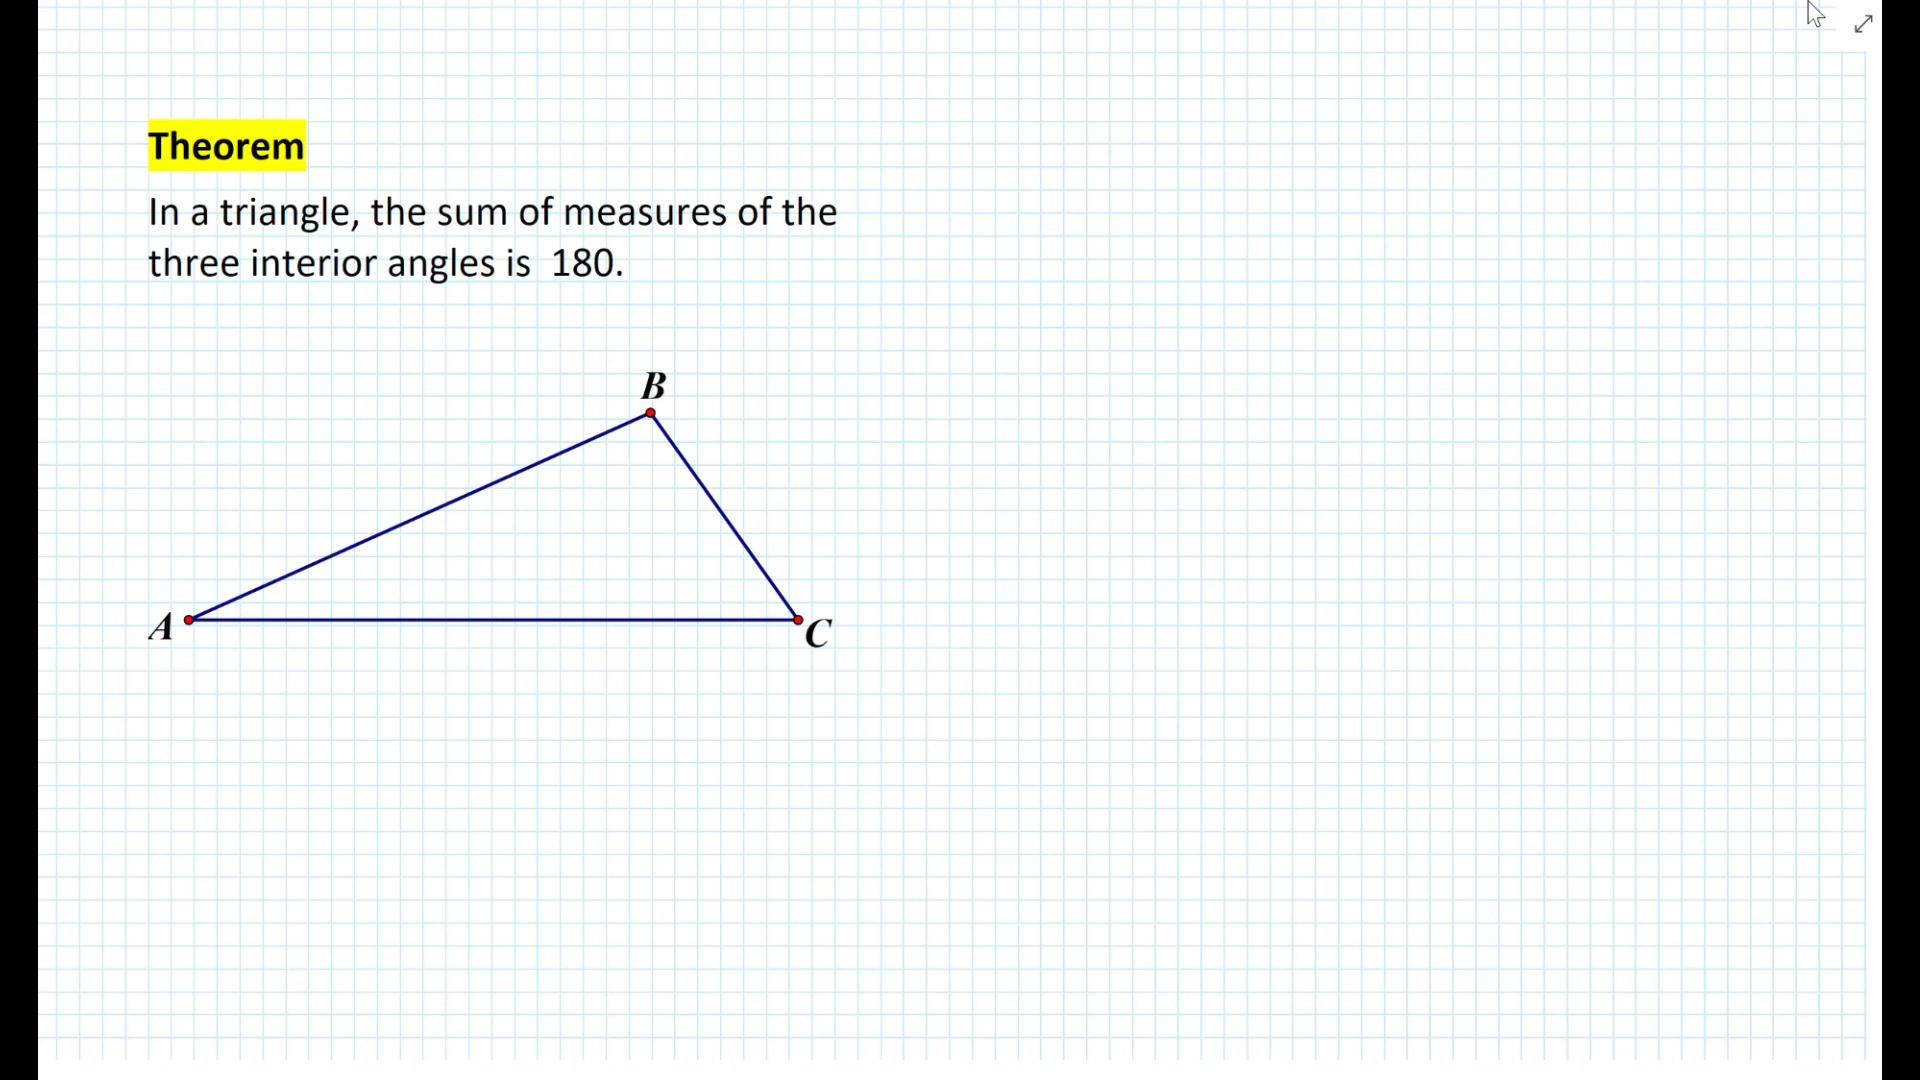 Theorem
In a triangle, the sum of measures of the
three interior angles is  180.
B
A
C